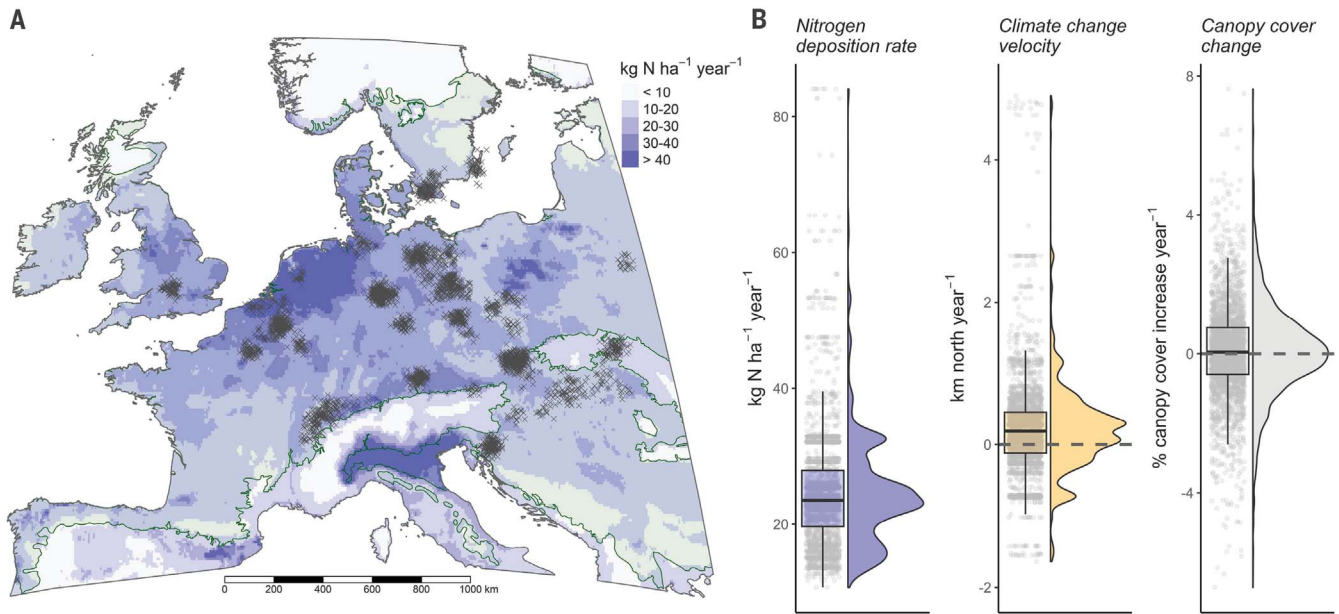 A
kg N ha⁻¹ year⁻¹
< 10
10-20
20-30
30-40
> 40
0 200 400 600 800 1000 km
B
Nitrogen
deposition rate
kg N ha⁻¹ year⁻¹
80
60
40
20
Climate change
velocity
km north year⁻¹
4
2
0
-2
Canopy cover
change
% canopy cover increase year⁻¹
8
4
0
-4